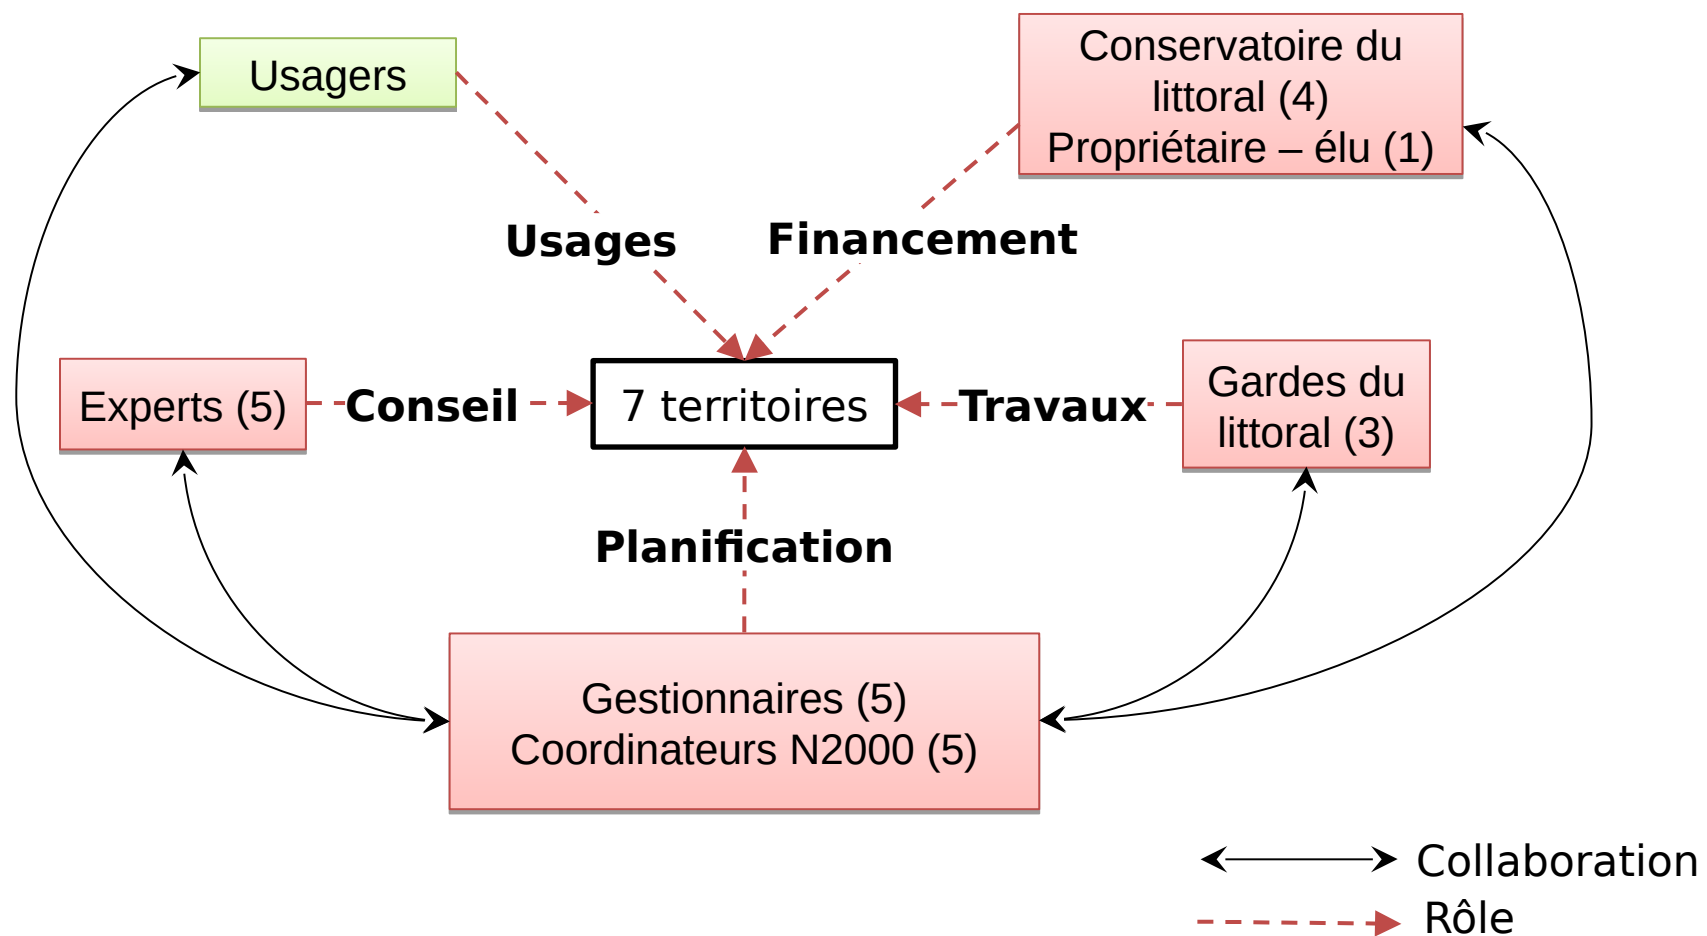 Usagers
Conservatoire du
littoral (4)
Propriétaire – élu (1)
Usages
Financement
Experts (5)
Conseil
7 territoires
Travaux
Gardes du
littoral (3)
Planification
Gestionnaires (5)
Coordinateurs N2000 (5)
Collaboration
Rôle